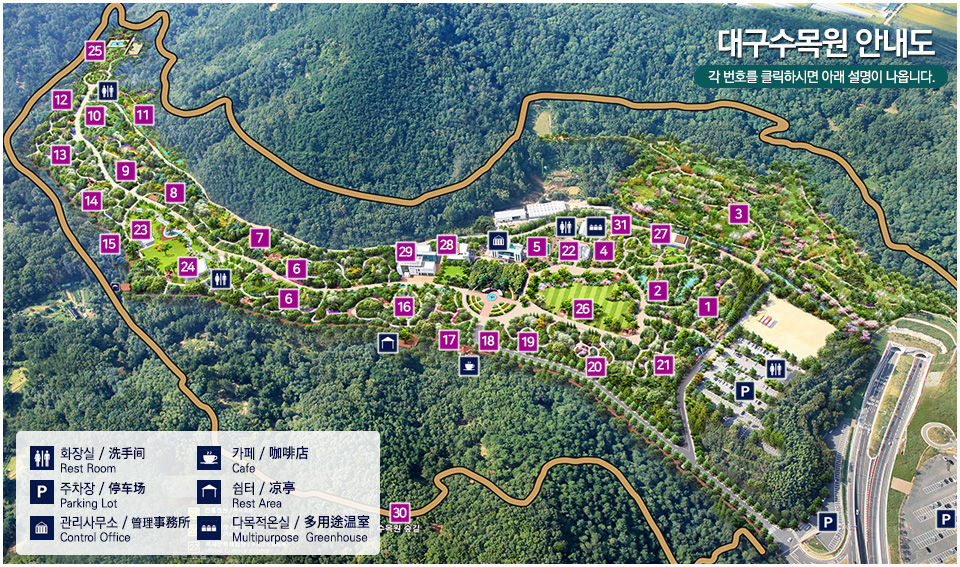 대구수목원 안내도
각 번호를 클릭하시면 아래 설명이 나옵니다.
25
12
10
11
13
9
14
8
23
15
7
24
6
6
29
28
5
22
4
31
27
3
2
1
26
16
17
18
19
20
21
P
P
P
30
수목원 숲길
화장실 / 洗手间
Rest Room
카페 / 咖啡店
Cafe
P
주차장 / 停车场
Parking Lot
쉼터 / 凉亭
Rest Area
관리사무소 / 管理事務所
Control Office
다목적온실 / 多用途温室
Multipurpose Greenhouse